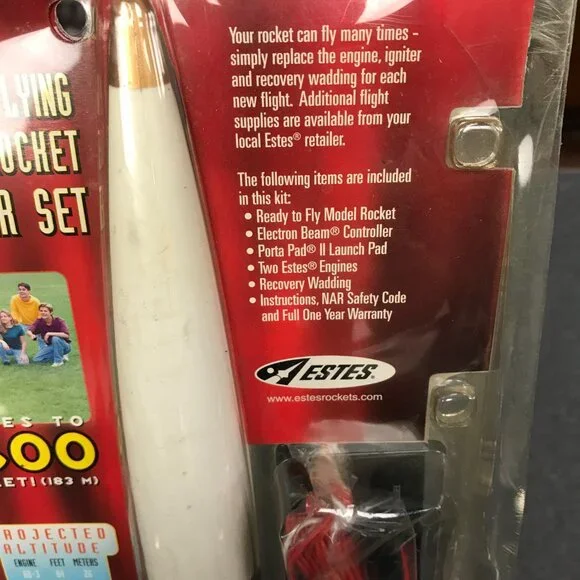 LYING
OCKET
R SET
ES TO
600
EET! (183 M)
ROJECTED
ALTITUDE
ENGINE FEET METERS
Your rocket can fly many times -
simply replace the engine, igniter
and recovery wadding for each
new flight. Additional flight
supplies are available from your
local Estes® retailer.
The following items are included
in this kit:
• Ready to Fly Model Rocket
• Electron Beam® Controller
• Porta Pad® II Launch Pad
• Two Estes® Engines
• Recovery Wadding
• Instructions, NAR Safety Code
and Full One Year Warranty
ESTES®
www.estesrockets.com